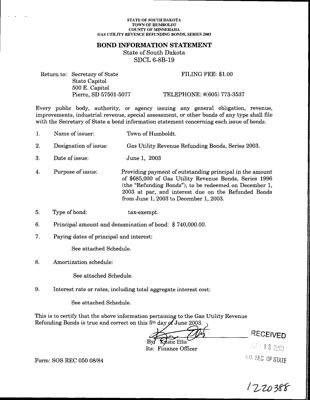 STATE OF SOUTH DAKOTA
TOWN OF HUMBOLDT
COUNTY OF MINNEHAHA
GAS UTILITY REVENUE REFUNDING BONDS, SERIES 2003
BOND INFORMATION STATEMENT
State of South Dakota
SDCL 6-8B-19
Return to: Secretary of State FILING FEE: $1.00
State Capitol
500 E. Capitol
Pierre, SD 57501-5077 TELEPHONE: #(605) 773-3537
Every public body, authority, or agency issuing any general obligation, revenue,
improvements, industrial revenue, special assessment, or other bonds of any type shall file
with the Secretary of State a bond information statement concerning each issue of bonds.
1. Name of issuer: Town of Humboldt.
2. Designation of issue: Gas Utility Revenue Refunding Bonds, Series 2003.
3. Date of issue: June 1, 2003
4. Purpose of issue: Providing payment of outstanding principal in the amount
of $685,000 of Gas Utility Revenue Bonds, Series 1996
(the "Refunding Bonds"), to be redeemed on December 1,
2003 at par, and interest due on the Refunded Bonds
from June 1, 2003 to December 1, 2003.
5. Type of bond: tax-exempt.
6. Principal amount and denomination of bond: $ 740,000.00.
7. Paying dates of principal and interest:
See attached Schedule.
8. Amortization schedule:
See attached Schedule.
9. Interest rate or rates, including total aggregate interest cost:
See attached Schedule.
This is to certify that the above information pertaining to the Gas Utility Revenue
Refunding Bonds is true and correct on this 5th day of June 2003.
By: Kristie Ellis
Its: Finance Officer
RECEIVED
S.D. SEC. OF STATE
Form: SOS REC 050 08/84
1220388